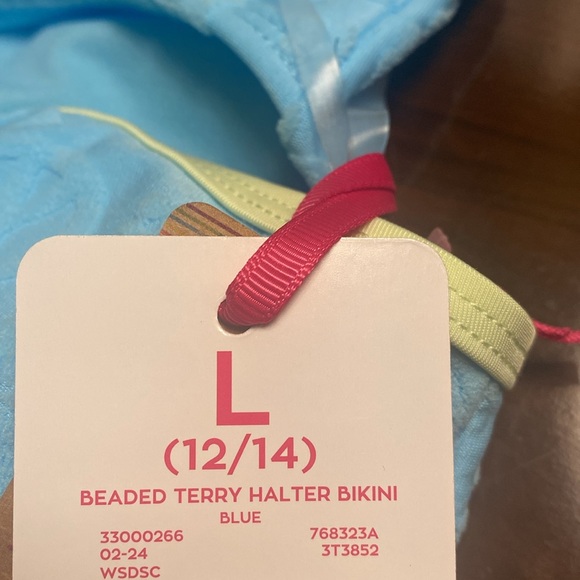 L
(12/14)
BEADED TERRY HALTER BIKINI
BLUE
33000266 768323A
02-24 3T3852
WSDSC